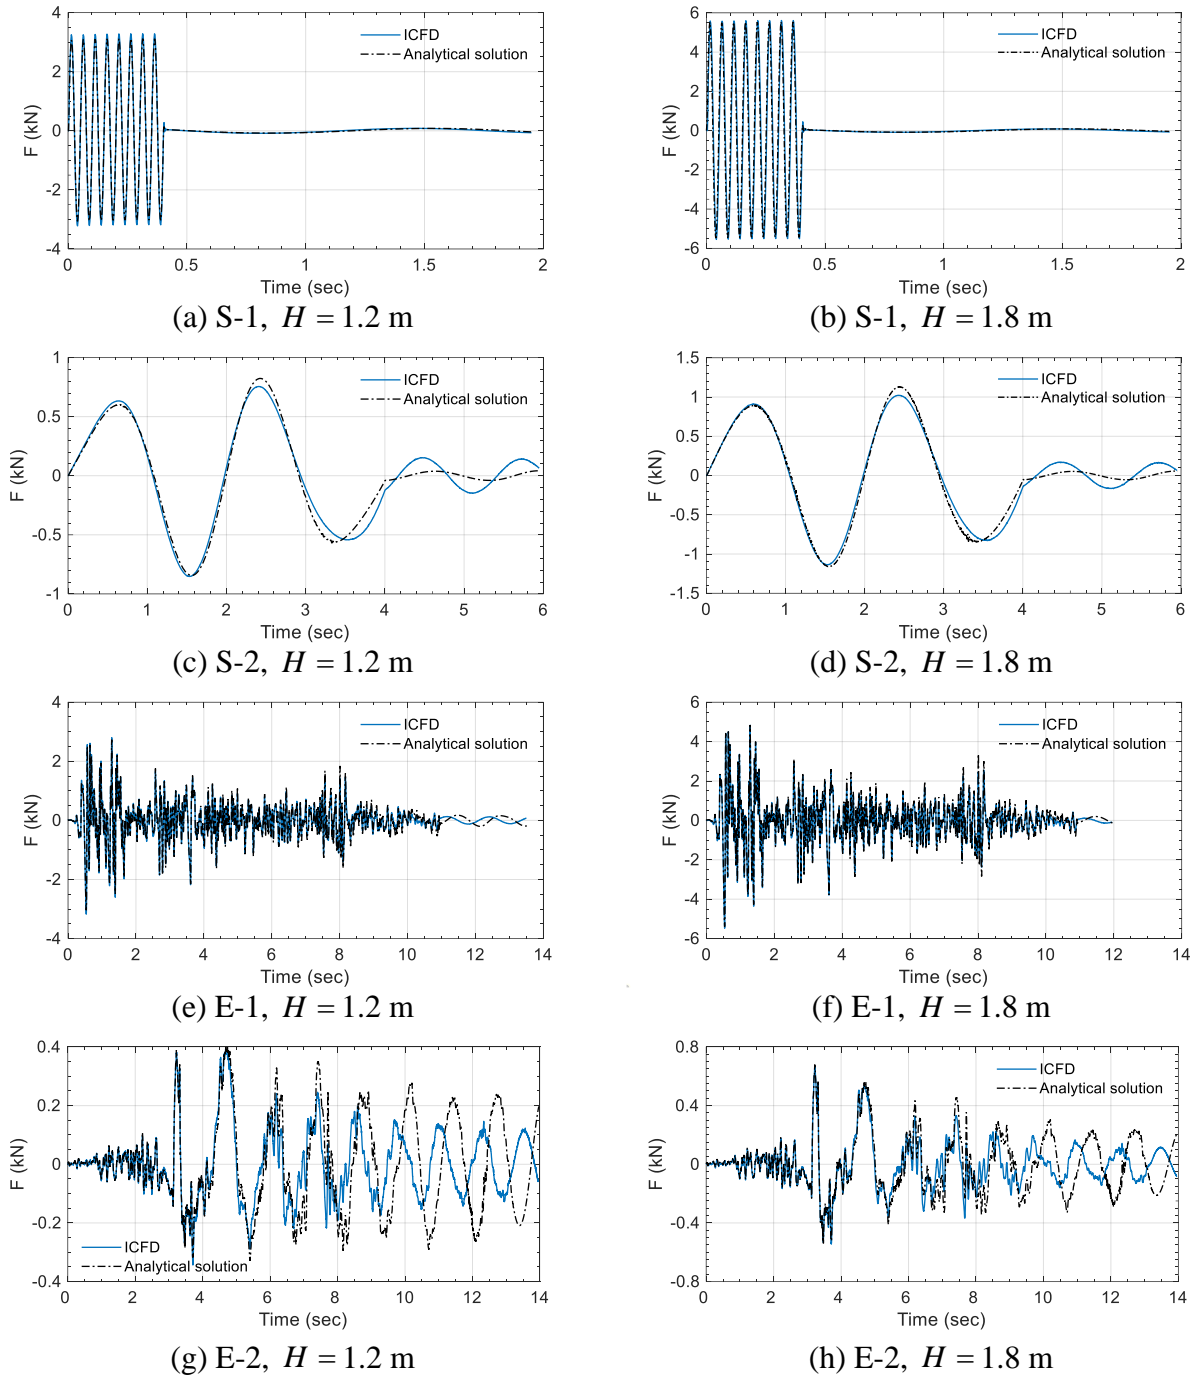 4
2
0
-2
-4
F (kN)
ICFD
Analytical solution
0 0.5 1 1.5 2
Time (sec)
(a) S-1, H = 1.2 m
6
4
2
0
-2
-4
-6
F (kN)
ICFD
Analytical solution
0 0.5 1 1.5 2
Time (sec)
(b) S-1, H = 1.8 m
1
0.5
0
-0.5
-1
F (kN)
ICFD
Analytical solution
0 1 2 3 4 5 6
Time (sec)
(c) S-2, H = 1.2 m
1.5
1
0.5
0
-0.5
-1
-1.5
F (kN)
ICFD
Analytical solution
0 1 2 3 4 5 6
Time (sec)
(d) S-2, H = 1.8 m
4
2
0
-2
-4
F (kN)
ICFD
Analytical solution
0 2 4 6 8 10 12 14
Time (sec)
(e) E-1, H = 1.2 m
6
4
2
0
-2
-4
-6
F (kN)
ICFD
Analytical solution
0 2 4 6 8 10 12 14
Time (sec)
(f) E-1, H = 1.8 m
0.4
0.2
0
-0.2
-0.4
F (kN)
ICFD
Analytical solution
0 2 4 6 8 10 12 14
Time (sec)
(g) E-2, H = 1.2 m
0.8
0.4
0
-0.4
-0.8
F (kN)
ICFD
Analytical solution
0 2 4 6 8 10 12 14
Time (sec)
(h) E-2, H = 1.8 m